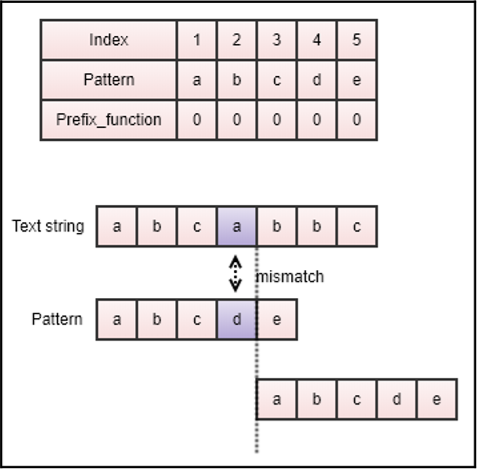 Index 1 2 3 4 5
Pattern a b c d e
Prefix_function 0 0 0 0 0
Text string a b c a b b c
mismatch
Pattern a b c d e
a b c d e